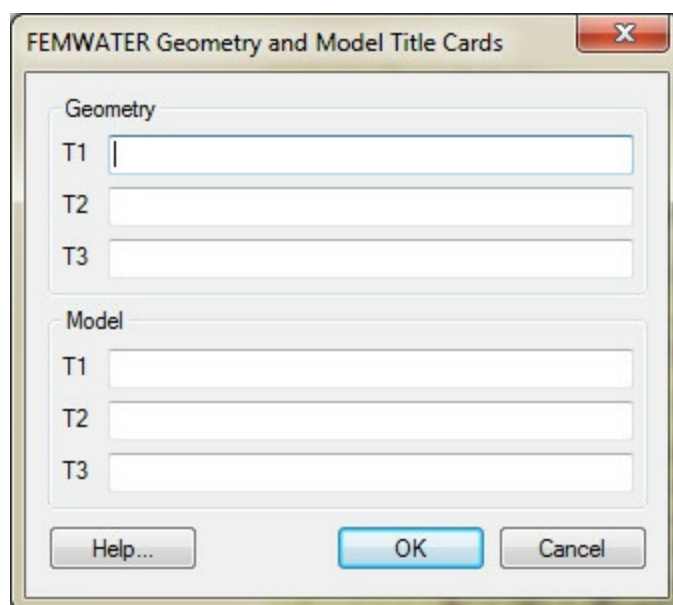 FEMWATER Geometry and Model Title Cards
Geometry
T1
T2
T3
Model
T1
T2
T3
Help... OK Cancel